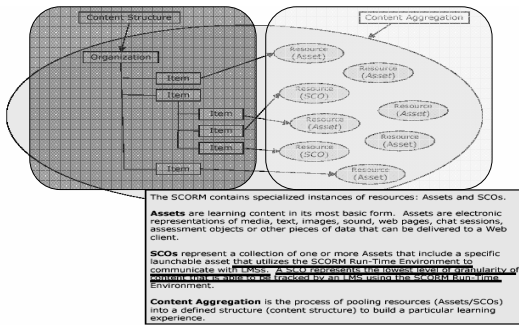 Content Structure
Content Aggregation
Organization
Item
Item
Item
Item
Item
Item
Resource
(Asset)
Resource
(Asset)
Resource
(SCO)
Resource
(Asset)
Resource
(Asset)
Resource
(SCO)
Resource
(Asset)
Resource
(Asset)
The SCORM contains specialized instances of resources: Assets and SCOs.
Assets are learning content in its most basic form. Assets are electronic
representations of media, text, images, sound, web pages, chat sessions,
assessment objects or other pieces of data that can be delivered to a Web
client.
SCOs represent a collection of one or more Assets that include a specific
launchable asset that utilizes the SCORM Run-Time Environment to
communicate with LMSs. A SCO represents the lowest level of granularity of
content that is able to be tracked by an LMS using the SCORM Run-Time
Environment.
Content Aggregation is the process of pooling resources (Assets/SCOs)
into a defined structure (content structure) to build a particular learning
experience.